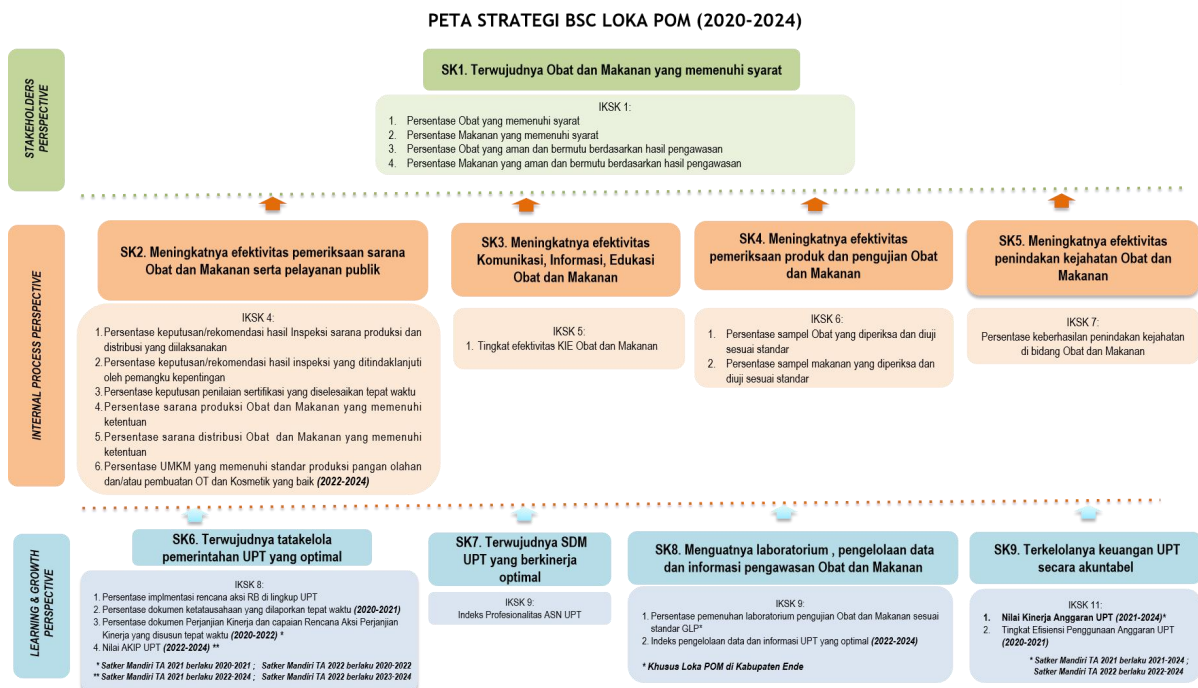 PETA STRATEGI BSC LOKA POM (2020-2024)
STAKEHOLDERS
PERSPECTIVE
SK1. Terwujudnya Obat dan Makanan yang memenuhi syarat
IKSK 1:
1. Persentase Obat yang memenuhi syarat
2. Persentase Makanan yang memenuhi syarat
3. Persentase Obat yang aman dan bermutu berdasarkan hasil pengawasan
4. Persentase Makanan yang aman dan bermutu berdasarkan hasil pengawasan
INTERNAL PROCESS PERSPECTIVE
SK2. Meningkatnya efektivitas pemeriksaan sarana
Obat dan Makanan serta pelayanan publik
IKSK 4:
1. Persentase keputusan/rekomendasi hasil Inspeksi sarana produksi dan
distribusi yang dilaksanakan
2. Persentase keputusan/rekomendasi hasil inspeksi yang ditindaklanjuti
oleh pemangku kepentingan
3. Persentase keputusan penilaian sertifikasi yang diselesaikan tepat waktu
4. Persentase sarana produksi Obat dan Makanan yang memenuhi
ketentuan
5. Persentase sarana distribusi Obat dan Makanan yang memenuhi
ketentuan
6. Persentase UMKM yang memenuhi standar produksi pangan olahan
dan/atau pembuatan OT dan Kosmetik yang baik (2022-2024)
SK3. Meningkatnya efektivitas
Komunikasi, Informasi, Edukasi
Obat dan Makanan
IKSK 5:
1. Tingkat efektivitas KIE Obat dan Makanan
SK4. Meningkatnya efektivitas
pemeriksaan produk dan pengujian Obat
dan Makanan
IKSK 6:
1. Persentase sampel Obat yang diperiksa dan diuji
sesuai standar
2. Persentase sampel makanan yang diperiksa dan
diuji sesuai standar
SK5. Meningkatnya efektivitas
penindakan kejahatan Obat dan
Makanan
IKSK 7:
Persentase keberhasilan penindakan kejahatan
di bidang Obat dan Makanan
LEARNING & GROWTH
PERSPECTIVE
SK6. Terwujudnya tatakelola
pemerintahan UPT yang optimal
IKSK 8:
1. Persentase implmentasi rencana aksi RB di lingkup UPT
2. Persentase dokumen ketatausahaan yang dilaporkan tepat waktu (2020-2021)
3. Persentase dokumen Perjanjian Kinerja dan capaian Rencana Aksi Perjanjian
Kinerja yang disusun tepat waktu (2020-2022) *
4. Nilai AKIP UPT (2022-2024) **
* Satker Mandiri TA 2021 berlaku 2020-2021 ; Satker Mandiri TA 2022 berlaku 2020-2022
** Satker Mandiri TA 2021 berlaku 2022-2024 ; Satker Mandiri TA 2022 berlaku 2023-2024
SK7. Terwujudnya SDM
UPT yang berkinerja
optimal
IKSK 9:
Indeks Profesionalitas ASN UPT
SK8. Menguatnya laboratorium , pengelolaan data
dan informasi pengawasan Obat dan Makanan
IKSK 9:
1. Persentase pemenuhan laboratorium pengujian Obat dan Makanan sesuai
standar GLP*
2. Indeks pengelolaan data dan informasi UPT yang optimal (2022-2024)
* Khusus Loka POM di Kabupaten Ende
SK9. Terkelolanya keuangan UPT
secara akuntabel
IKSK 11:
1. Nilai Kinerja Anggaran UPT (2021-2024)*
2. Tingkat Efisiensi Penggunaan Anggaran UPT
(2020-2021)
* Satker Mandiri TA 2021 berlaku 2021-2024 ;
Satker Mandiri TA 2022 berlaku 2022-2024